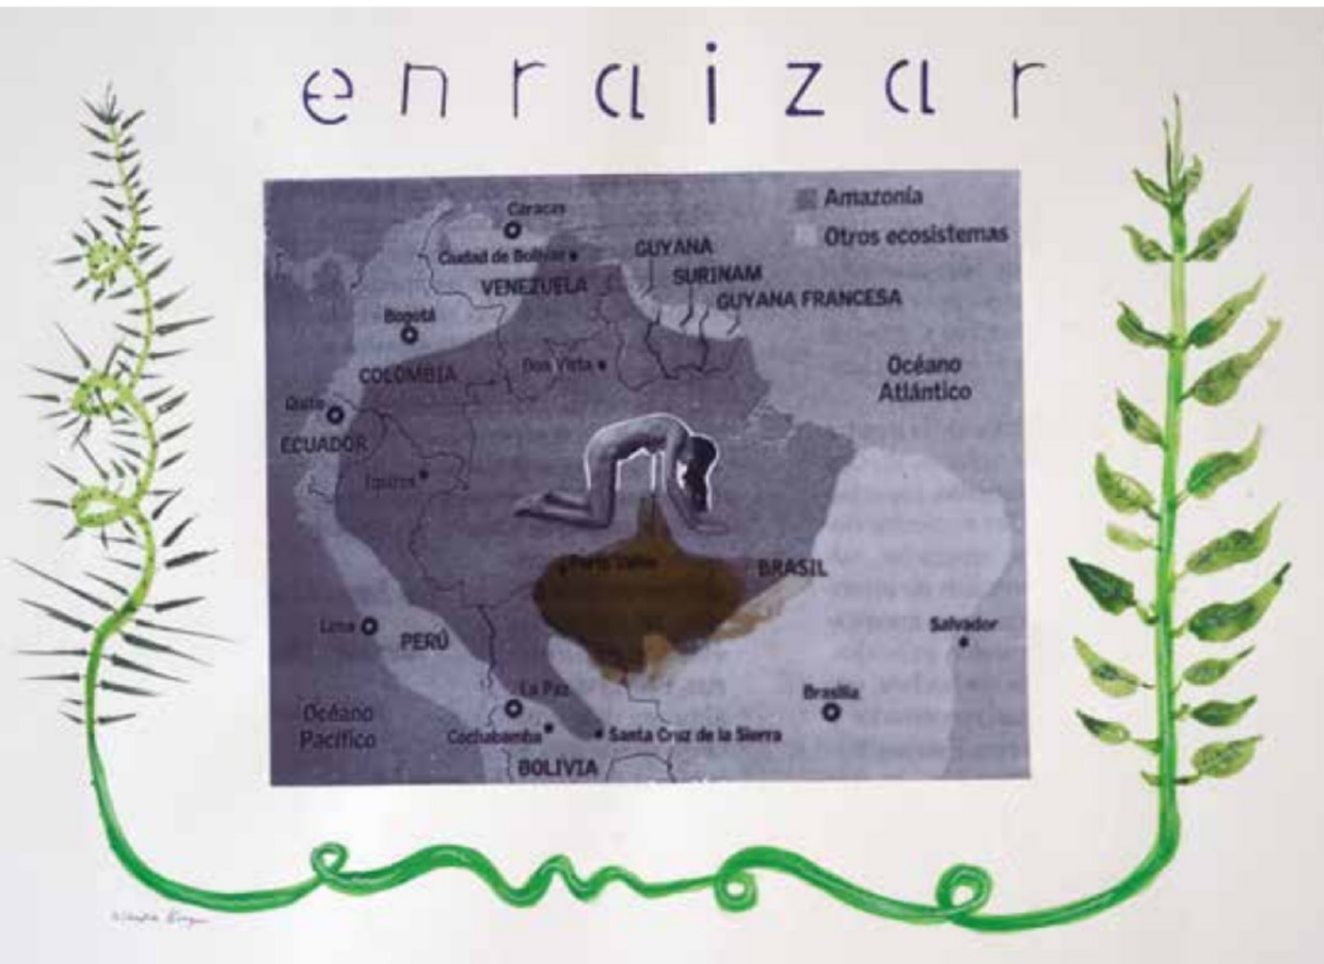 enraizar
Amazonía
Otros ecosistemas
Caracas
Ciudad de Bolívar
GUYANA
VENEZUELA
SURINAM
GUYANA FRANCESA
Bogotá
COLOMBIA
Boa Vista
Océano
Atlántico
Quito
ECUADOR
Iquitos
Porto Velho
BRASIL
Lima
PERÚ
Salvador
La Paz
Brasilia
Océano
Pacífico
Cochabamba
Santa Cruz de la Sierra
BOLIVIA